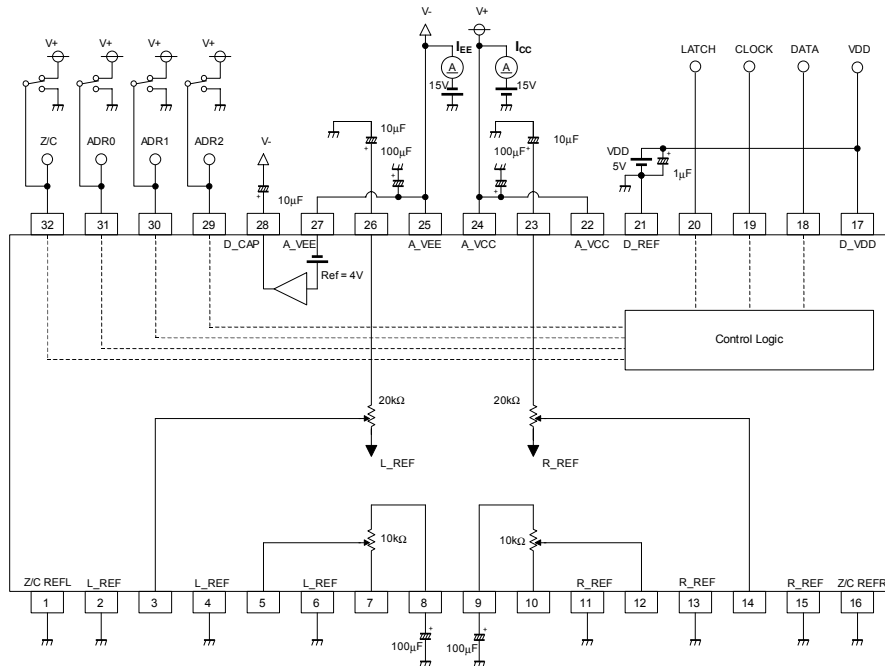 V-
V+
V+
V+
V+
V+
IEE
ICC
A
A
15V
15V
LATCH
CLOCK
DATA
VDD
Z/C
ADR0
ADR1
ADR2
V-
10μF
10μF
100μF
+
+
100μF
+
+
10μF
VDD
5V
+
1μF
+
32
31
30
29
28
27
26
25
24
23
22
21
20
19
18
17
D_CAP
A_VEE
A_VEE
A_VCC
A_VCC
D_REF
D_VDD
Ref = 4V
Control Logic
20kΩ
20kΩ
L_REF
R_REF
10kΩ
10kΩ
Z/C REFL
L_REF
L_REF
L_REF
R_REF
R_REF
R_REF
Z/C REFR
1
2
3
4
5
6
7
8
9
10
11
12
13
14
15
16
100μF
+
100μF
+